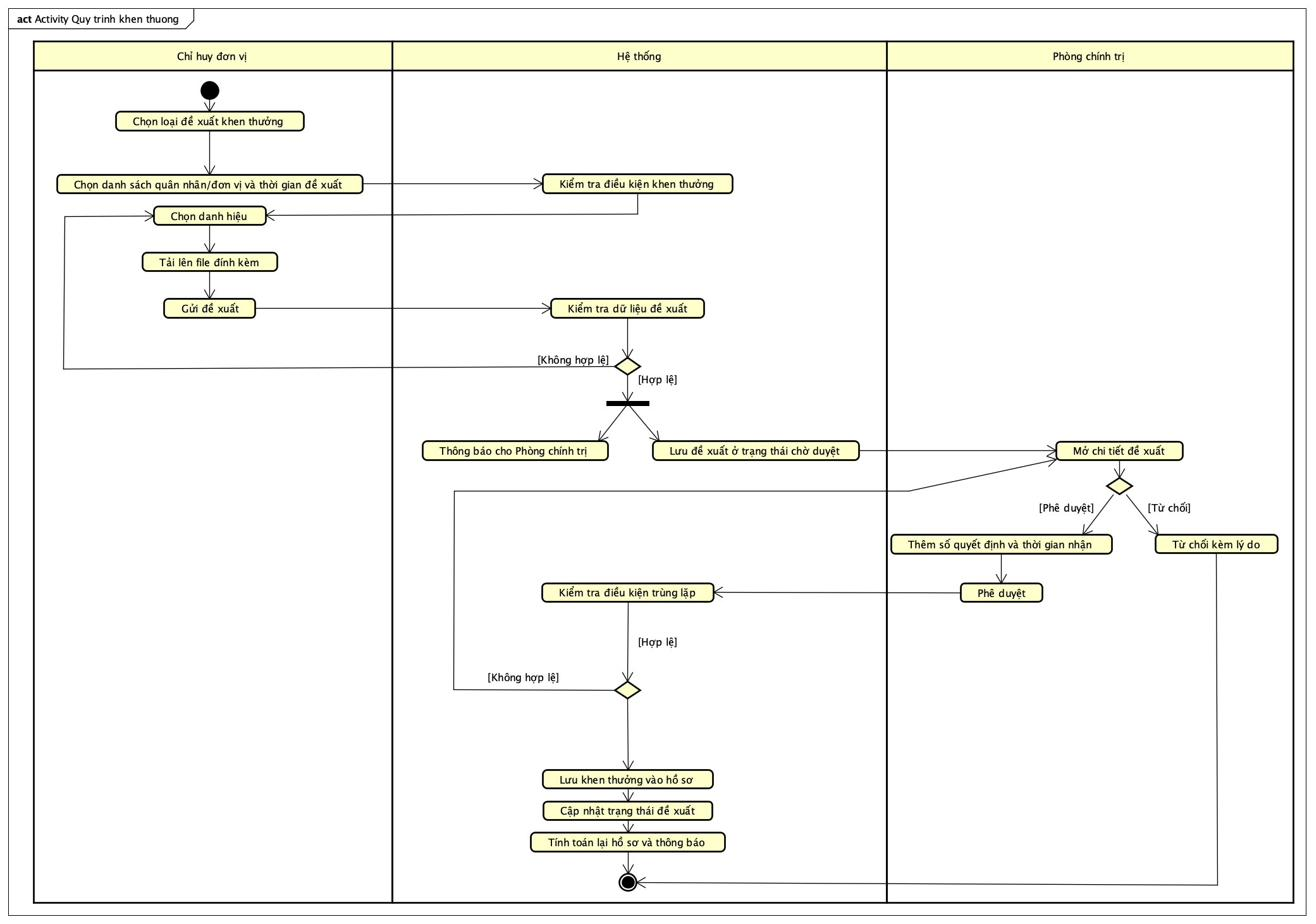 act Activity Quy trinh khen thuong
Chỉ huy đơn vị
Hệ thống
Phòng chính trị
Chọn loại đề xuất khen thưởng
Chọn danh sách quân nhân/đơn vị và thời gian đề xuất
Kiểm tra điều kiện khen thưởng
Chọn danh hiệu
Tải lên file đính kèm
Gửi đề xuất
Kiểm tra dữ liệu đề xuất
[Không hợp lệ]
[Hợp lệ]
Thông báo cho Phòng chính trị
Lưu đề xuất ở trạng thái chờ duyệt
Mở chi tiết đề xuất
[Phê duyệt]
[Từ chối]
Thêm số quyết định và thời gian nhận
Từ chối kèm lý do
Kiểm tra điều kiện trùng lặp
Phê duyệt
[Hợp lệ]
[Không hợp lệ]
Lưu khen thưởng vào hồ sơ
Cập nhật trạng thái đề xuất
Tính toán lại hồ sơ và thông báo